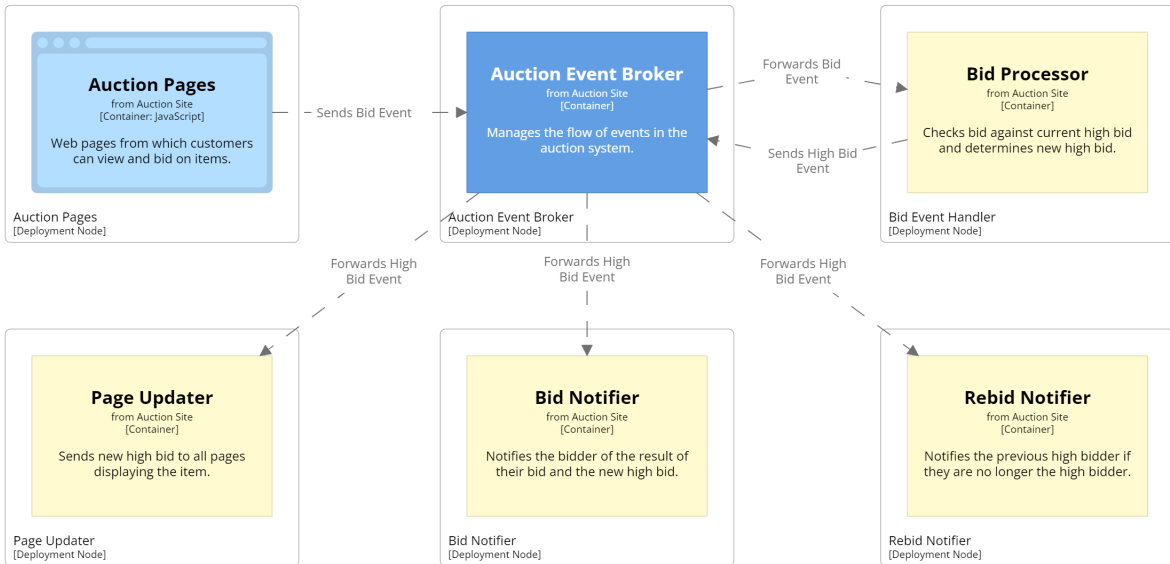 Auction Pages
from Auction Site
[Container: JavaScript]
Web pages from which customers
can view and bid on items.
Auction Pages
[Deployment Node]
Sends Bid Event
Auction Event Broker
from Auction Site
[Container]
Manages the flow of events in the
auction system.
Auction Event Broker
[Deployment Node]
Forwards Bid
Event
Sends High Bid
Event
Bid Processor
from Auction Site
[Container]
Checks bid against current high bid
and determines new high bid.
Bid Event Handler
[Deployment Node]
Forwards High
Bid Event
Forwards High
Bid Event
Forwards High
Bid Event
Page Updater
from Auction Site
[Container]
Sends new high bid to all pages
displaying the item.
Page Updater
[Deployment Node]
Bid Notifier
from Auction Site
[Container]
Notifies the bidder of the result of
their bid and the new high bid.
Bid Notifier
[Deployment Node]
Rebid Notifier
from Auction Site
[Container]
Notifies the previous high bidder if
they are no longer the high bidder.
Rebid Notifier
[Deployment Node]